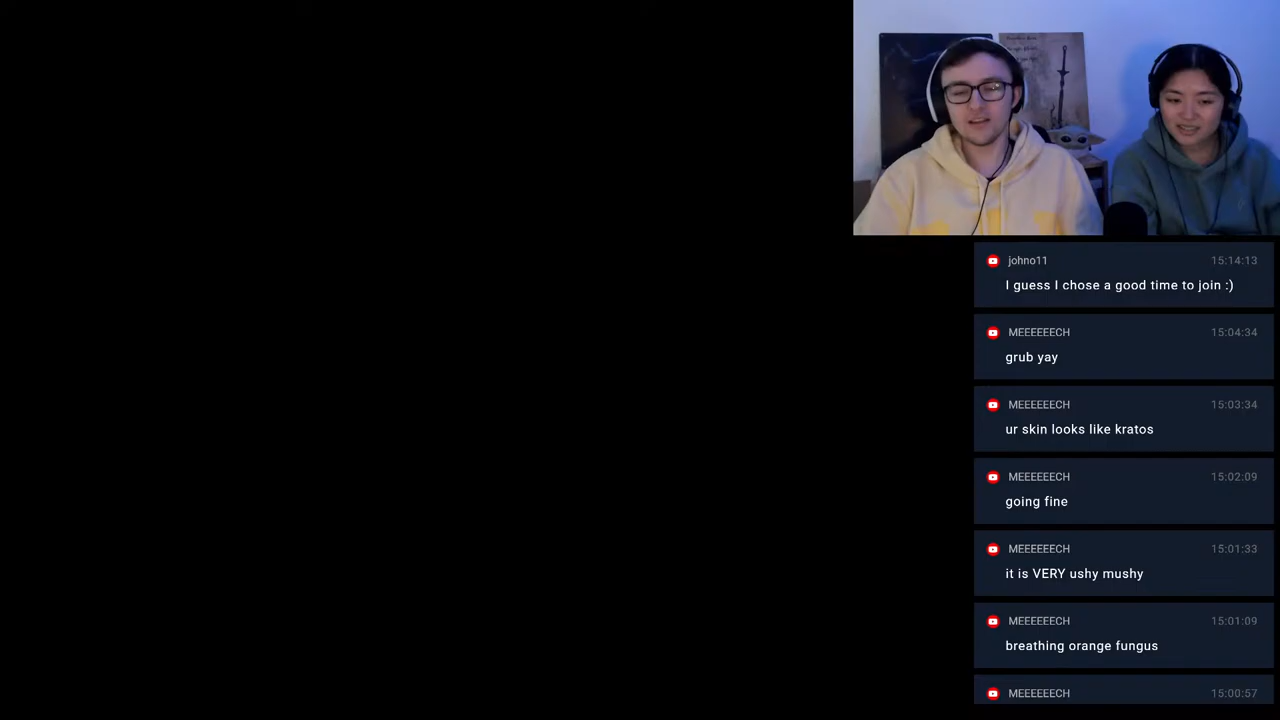 johno11 15:14:13
I guess I chose a good time to join :)
MEEEEEECH 15:04:34
grub yay
MEEEEEECH 15:03:34
ur skin looks like kratos
MEEEEEECH 15:02:09
going fine
MEEEEEECH 15:01:33
it is VERY ushy mushy
MEEEEEECH 15:01:09
breathing orange fungus
MEEEEEECH 15:00:57